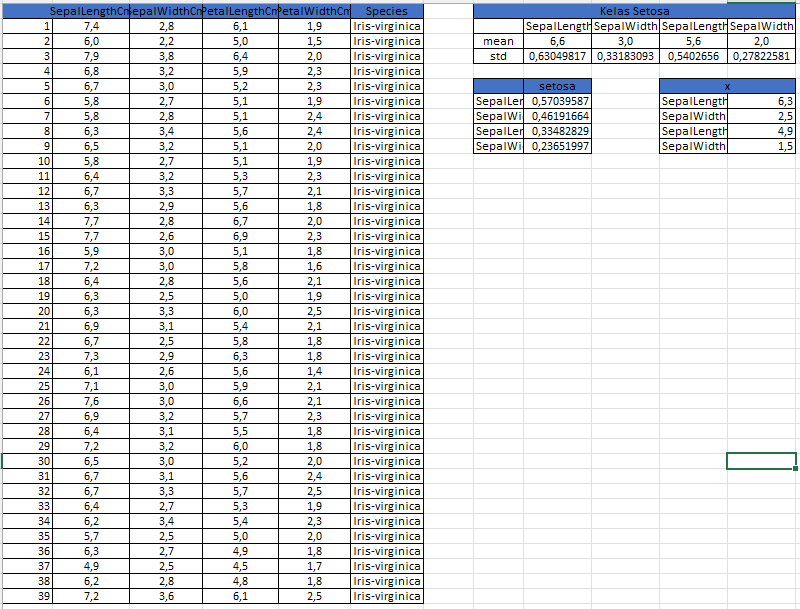 SepalLengthCm SepalWidthCm PetalLengthCm PetalWidthCm Species
1 7,4 2,8 6,1 1,9 Iris-virginica
2 6,0 2,2 5,0 1,5 Iris-virginica
3 7,9 3,8 6,4 2,0 Iris-virginica
4 6,8 3,2 5,9 2,3 Iris-virginica
5 6,7 3,0 5,2 2,3 Iris-virginica
6 5,8 2,7 5,1 1,9 Iris-virginica
7 5,8 2,8 5,1 2,4 Iris-virginica
8 6,3 3,4 5,6 2,4 Iris-virginica
9 6,5 3,2 5,1 2,0 Iris-virginica
10 5,8 2,7 5,1 1,9 Iris-virginica
11 6,4 3,2 5,3 2,3 Iris-virginica
12 6,7 3,3 5,7 2,1 Iris-virginica
13 6,3 2,9 5,6 1,8 Iris-virginica
14 7,7 2,8 6,7 2,0 Iris-virginica
15 7,7 2,6 6,9 2,3 Iris-virginica
16 5,9 3,0 5,1 1,8 Iris-virginica
17 7,2 3,0 5,8 1,6 Iris-virginica
18 6,4 2,8 5,6 2,1 Iris-virginica
19 6,3 2,5 5,0 1,9 Iris-virginica
20 6,3 3,3 6,0 2,5 Iris-virginica
21 6,9 3,1 5,4 2,1 Iris-virginica
22 6,7 2,5 5,8 1,8 Iris-virginica
23 7,3 2,9 6,3 1,8 Iris-virginica
24 6,1 2,6 5,6 1,4 Iris-virginica
25 7,1 3,0 5,9 2,1 Iris-virginica
26 7,6 3,0 6,6 2,1 Iris-virginica
27 6,9 3,2 5,7 2,3 Iris-virginica
28 6,4 3,1 5,5 1,8 Iris-virginica
29 7,2 3,2 6,0 1,8 Iris-virginica
30 6,5 3,0 5,2 2,0 Iris-virginica
31 6,7 3,1 5,6 2,4 Iris-virginica
32 6,7 3,3 5,7 2,5 Iris-virginica
33 6,4 2,7 5,3 1,9 Iris-virginica
34 6,2 3,4 5,4 2,3 Iris-virginica
35 5,7 2,5 5,0 2,0 Iris-virginica
36 6,3 2,7 4,9 1,8 Iris-virginica
37 4,9 2,5 4,5 1,7 Iris-virginica
38 6,2 2,8 4,8 1,8 Iris-virginica
39 7,2 3,6 6,1 2,5 Iris-virginica
Kelas Setosa
SepalLength SepalWidth SepalLength SepalWidth
mean 6,6 3,0 5,6 2,0
std 0,63049817 0,33183093 0,5402656 0,27822581
setosa
SepalLer 0,57039587
SepalWi 0,46191664
SepalLer 0,33482829
SepalWi 0,23651997
x
SepalLength 6,3
SepalWidth 2,5
SepalLength 4,9
SepalWidth 1,5